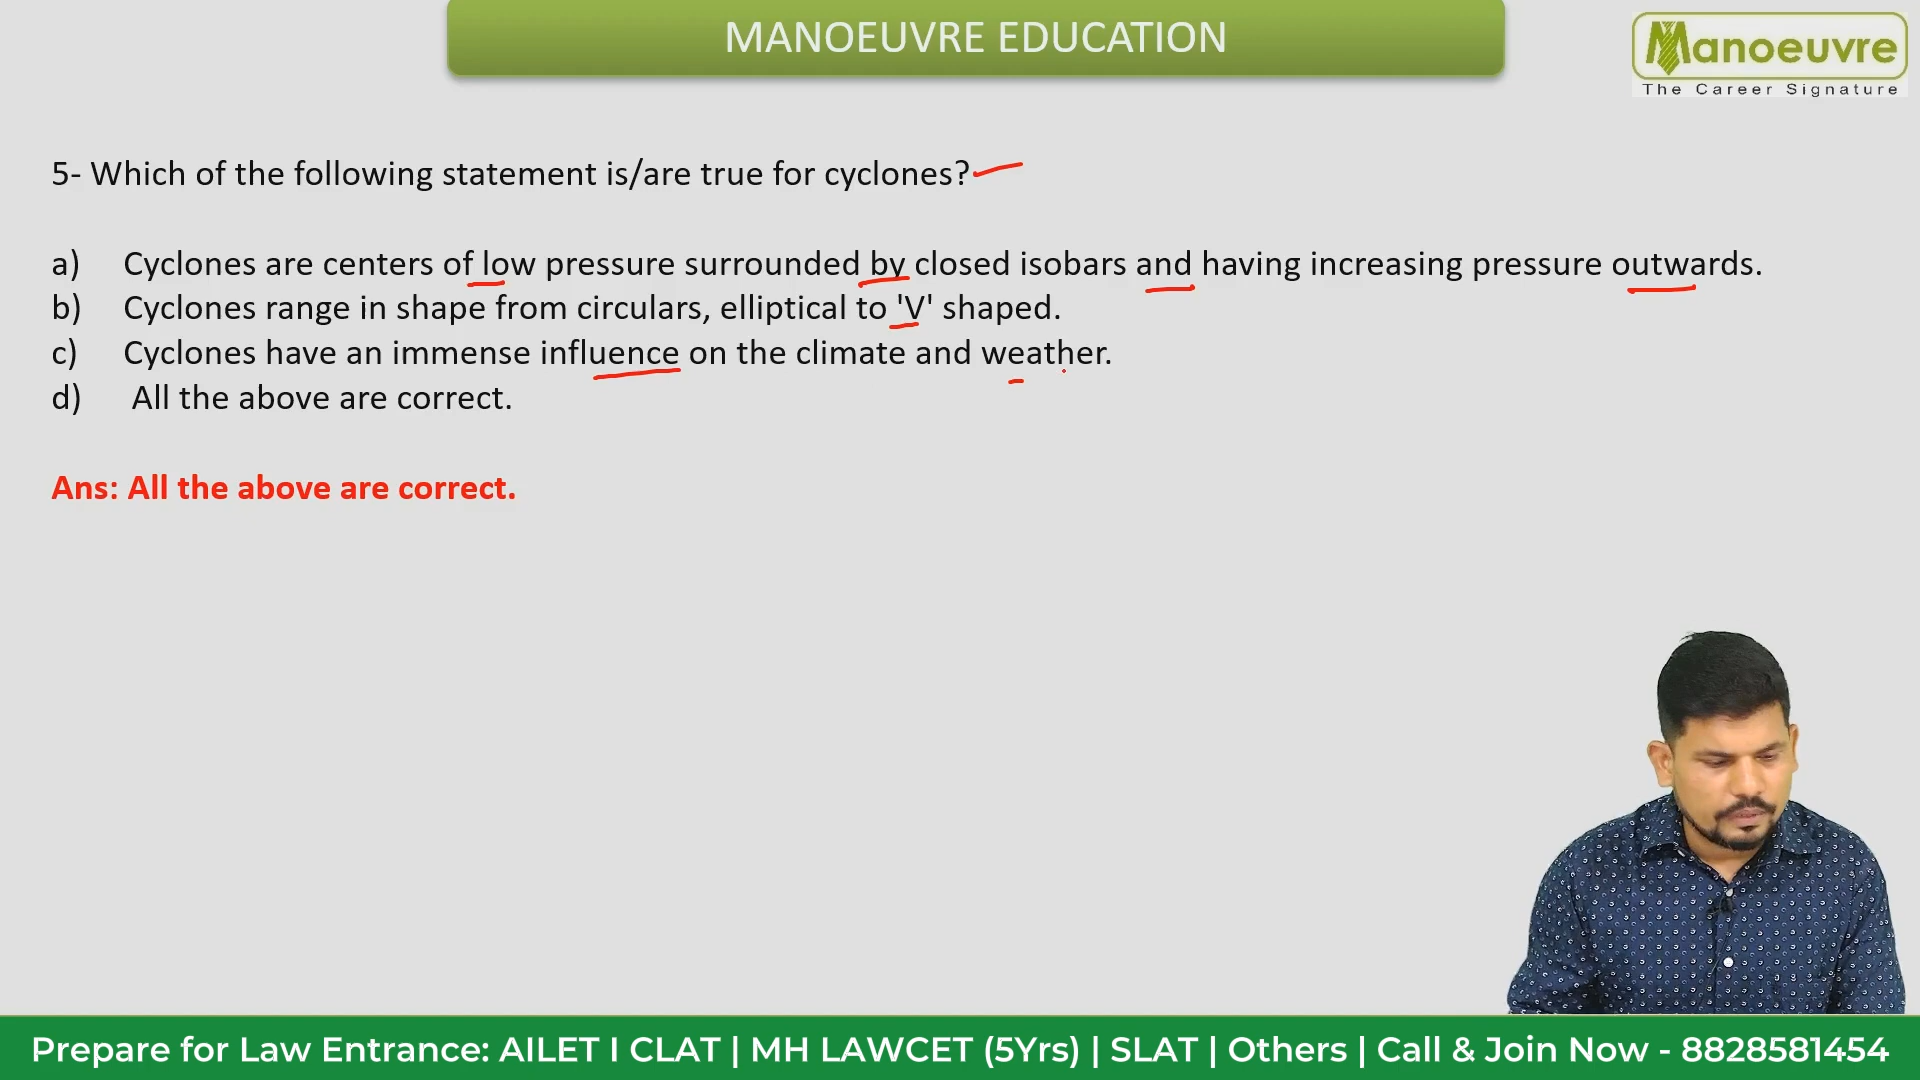 MANOEUVRE EDUCATION
Manoeuvre
The Career Signature
5- Which of the following statement is/are true for cyclones?
a) Cyclones are centers of low pressure surrounded by closed isobars and having increasing pressure outwards.
b) Cyclones range in shape from circulars, elliptical to 'V' shaped.
c) Cyclones have an immense influence on the climate and weather.
d) All the above are correct.
Ans: All the above are correct.
Prepare for Law Entrance: AILET I CLAT | MH LAWCET (5Yrs) | SLAT | Others | Call & Join Now - 8828581454